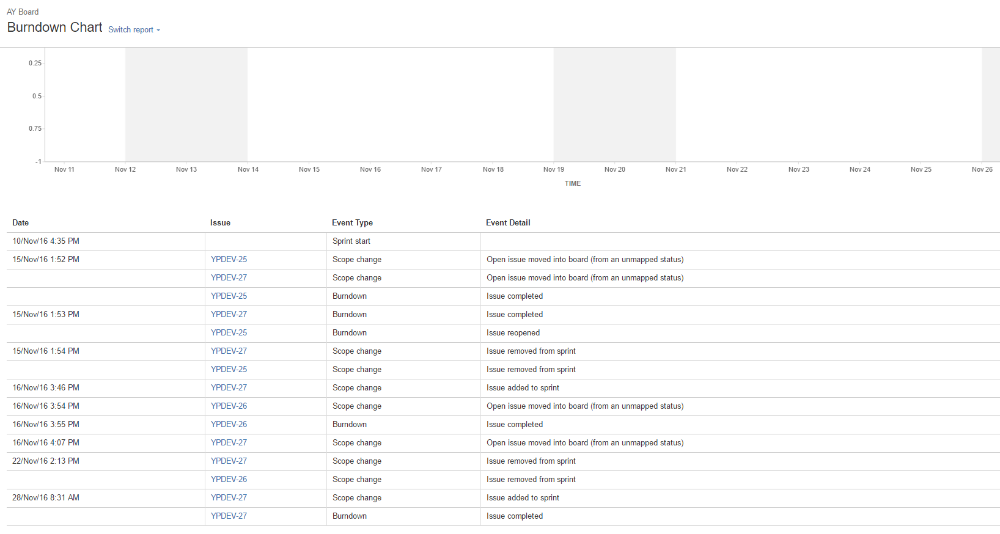 AY Board
Burndown Chart Switch report
0.25
0.5
0.75
-1
Nov 11 Nov 12 Nov 13 Nov 14 Nov 15 Nov 16 Nov 17 Nov 18 Nov 19 Nov 20 Nov 21 Nov 22 Nov 23 Nov 24 Nov 25 Nov 26
TIME
Date Issue Event Type Event Detail
10/Nov/16 4:35 PM Sprint start
15/Nov/16 1:52 PM YPDEV-25 Scope change Open issue moved into board (from an unmapped status)
YPDEV-27 Scope change Open issue moved into board (from an unmapped status)
YPDEV-25 Burndown Issue completed
15/Nov/16 1:53 PM YPDEV-27 Burndown Issue completed
YPDEV-25 Burndown Issue reopened
15/Nov/16 1:54 PM YPDEV-27 Scope change Issue removed from sprint
YPDEV-25 Scope change Issue removed from sprint
16/Nov/16 3:46 PM YPDEV-27 Scope change Issue added to sprint
16/Nov/16 3:54 PM YPDEV-26 Scope change Open issue moved into board (from an unmapped status)
16/Nov/16 3:55 PM YPDEV-26 Burndown Issue completed
16/Nov/16 4:07 PM YPDEV-27 Scope change Open issue moved into board (from an unmapped status)
22/Nov/16 2:13 PM YPDEV-27 Scope change Issue removed from sprint
YPDEV-26 Scope change Issue removed from sprint
28/Nov/16 8:31 AM YPDEV-27 Scope change Issue added to sprint
YPDEV-27 Burndown Issue completed